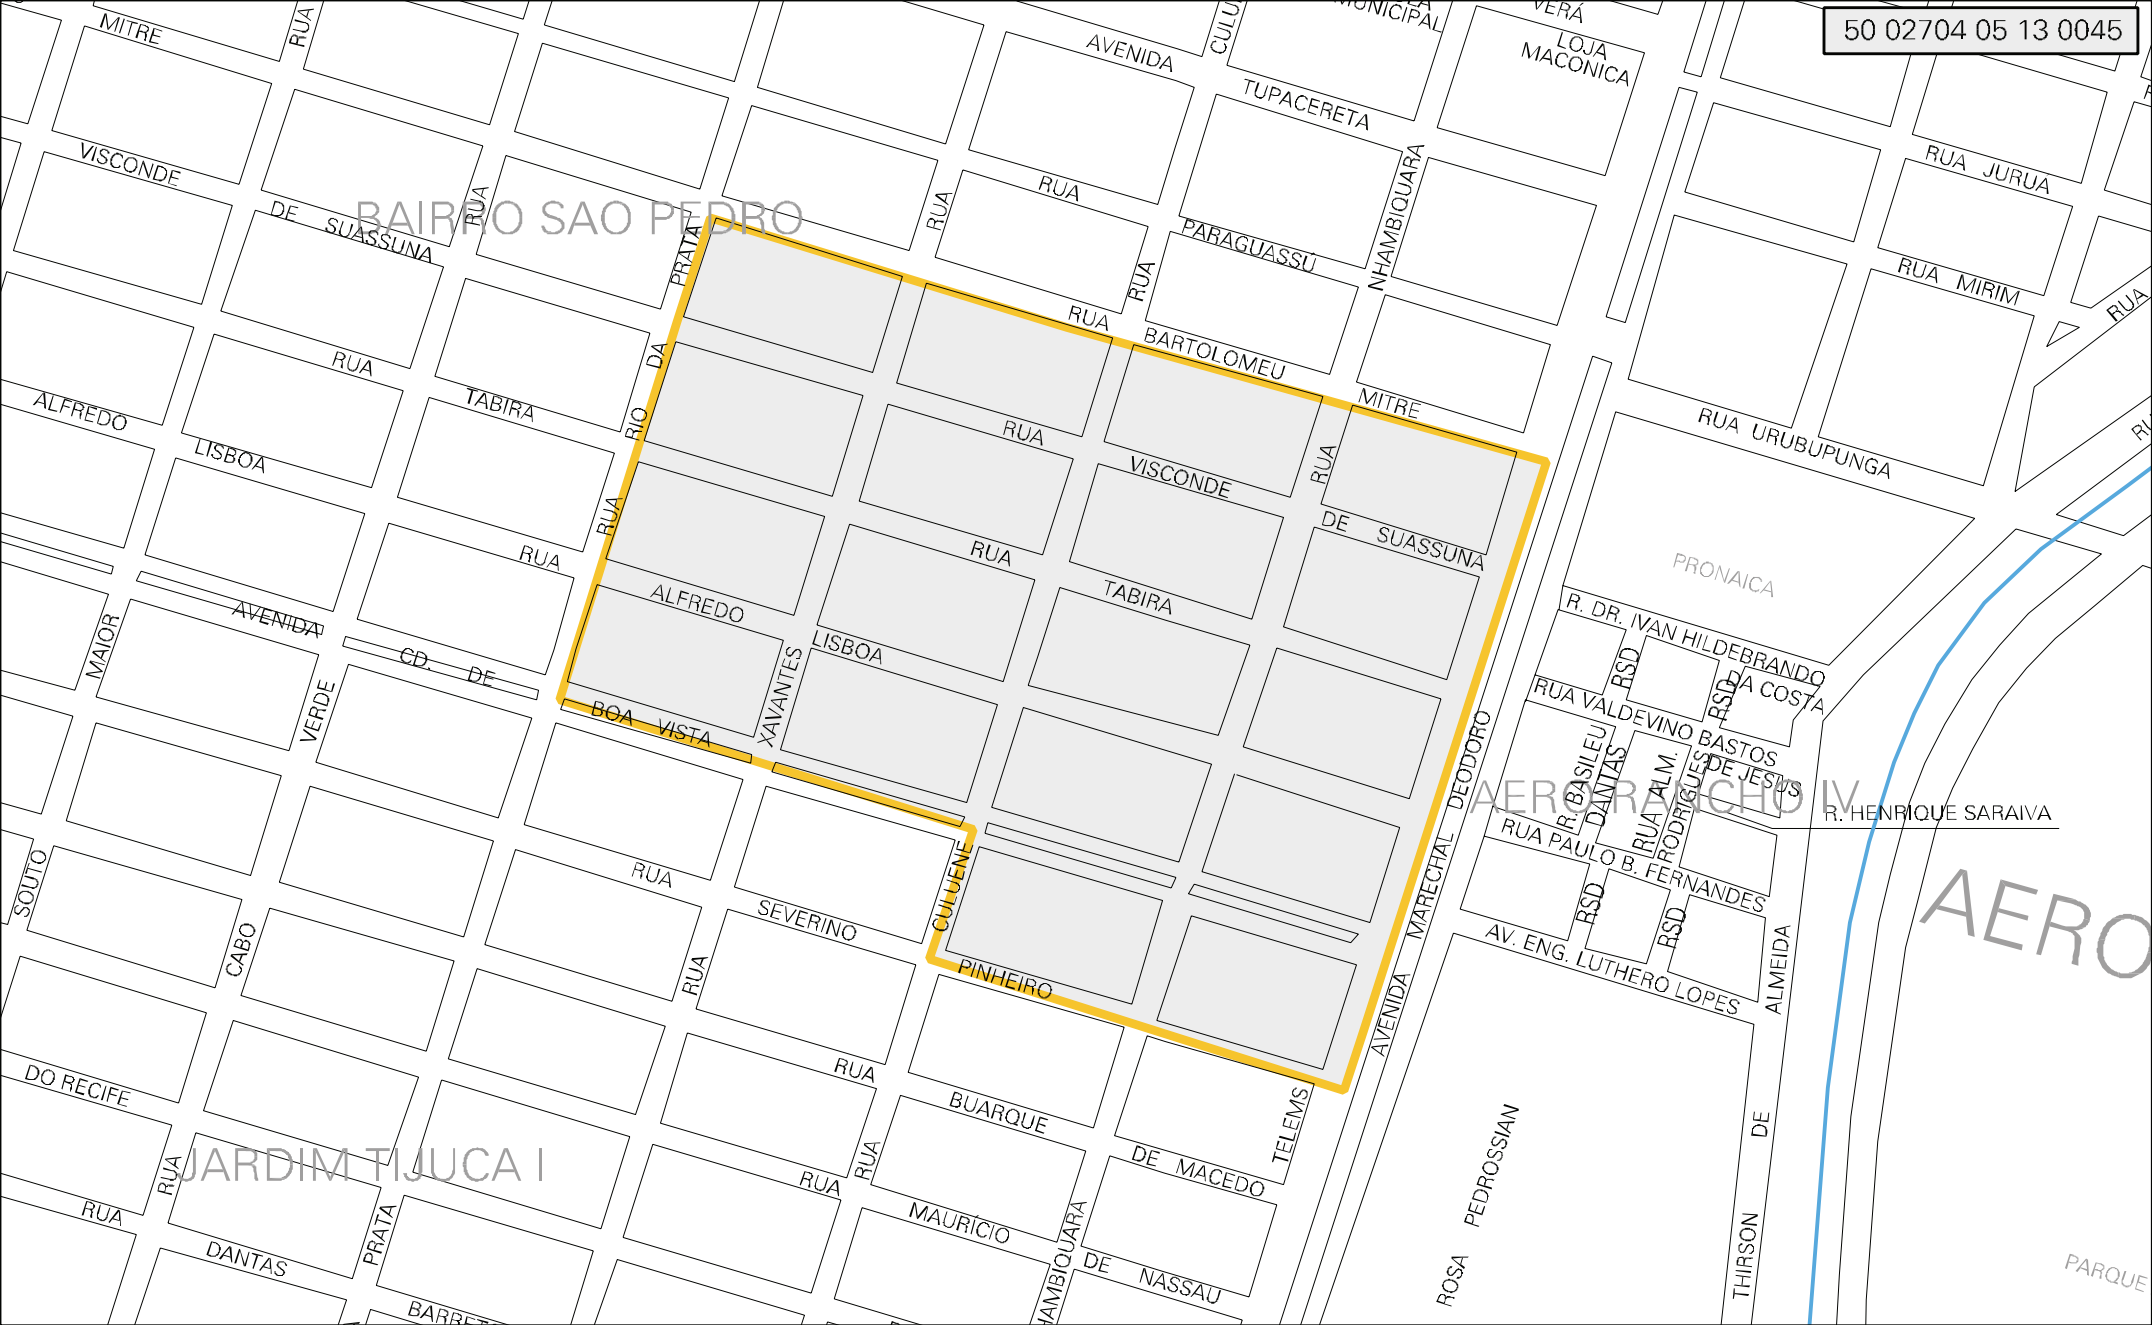 50 02704 05 13 0045
MITRE
RUA
AVENIDA
MUNICIPAL
VERÁ
LOJA
MACONICA
TUPACERETA
VISCONDE
DE SUASSUNA
RUA
BAIRRO SAO PEDRO
RUA
RUA
PARAGUASSÚ
RUA
NHAMBIQUARA
RUA JURUA
RUA MIRIM
RUA
RUA
BARTOLOMEU
MITRE
RUA URUBUPUNGA
RUA
TABIRA
ALFREDO
LISBOA
RUA
RUA RIO DA PRATA
RUA
VISCONDE
DE SUASSUNA
RUA
RUA
TABIRA
ALFREDO
LISBOA
XAVANTES
PRONAICA
R. DR. IVAN HILDEBRANDO
DA COSTA
RSD
RSD
RUA VALDEVINO BASTOS
DE JESUS
R. BASILEU
DANTAS
RUA ALM.
RODRIGUES
AERO RANCHO IV
R. HENRIQUE SARAIVA
RUA PAULO B. FERNANDES
RSD
RSD
AV. ENG. LUTHERO LOPES
AVENIDA
CD. DE
BOA VISTA
MAIOR
VERDE
SOUTO
CABO
RUA
SEVERINO
PINHEIRO
CULUENE
RUA
AVENIDA MARECHAL DEODORO
AERO
THIRSON DE ALMEIDA
ROSA PEDROSSIAN
TELEMS
RUA
BUARQUE
DE MACEDO
RUA
RUA
MAURÍCIO
DE NASSAU
DO RECIFE
JARDIM TIJUCA I
RUA
PRATA
RUA
DANTAS
PARQUE